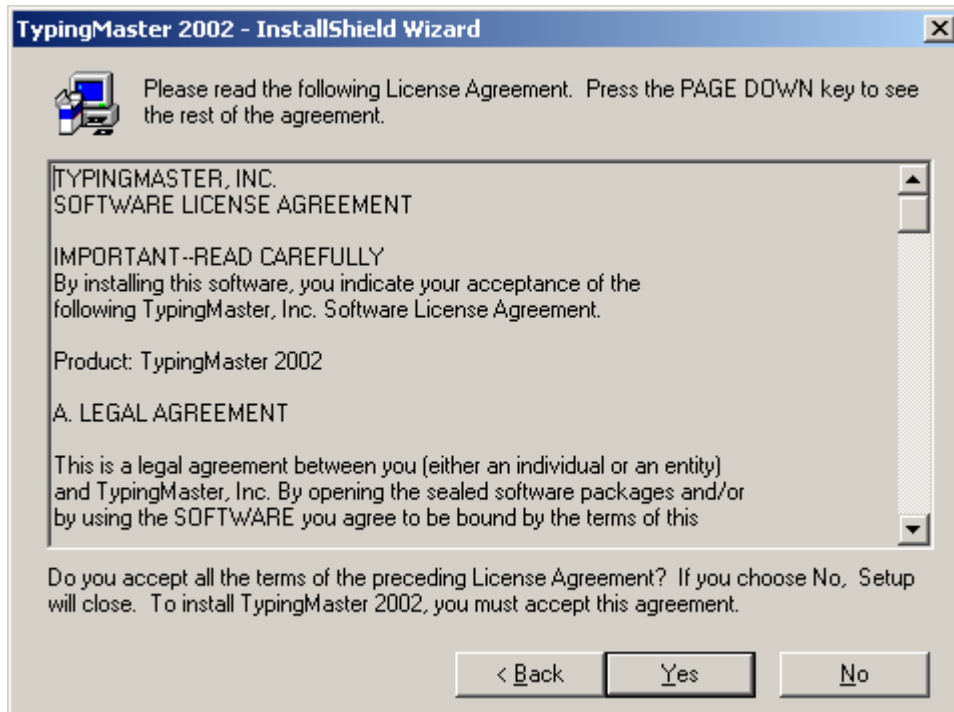 TypingMaster 2002 - InstallShield Wizard
Please read the following License Agreement.  Press the PAGE DOWN key to see
the rest of the agreement.
TYPINGMASTER, INC.
SOFTWARE LICENSE AGREEMENT
IMPORTANT--READ CAREFULLY
By installing this software, you indicate your acceptance of the
following TypingMaster, Inc. Software License Agreement.
Product: TypingMaster 2002
A. LEGAL AGREEMENT
This is a legal agreement between you (either an individual or an entity)
and TypingMaster, Inc. By opening the sealed software packages and/or
by using the SOFTWARE you agree to be bound by the terms of this
Do you accept all the terms of the preceding License Agreement?  If you choose No,  Setup
will close.  To install TypingMaster 2002, you must accept this agreement.
< Back
Yes
No